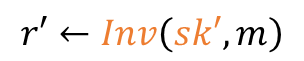 r′ ← Inv(sk′, m)